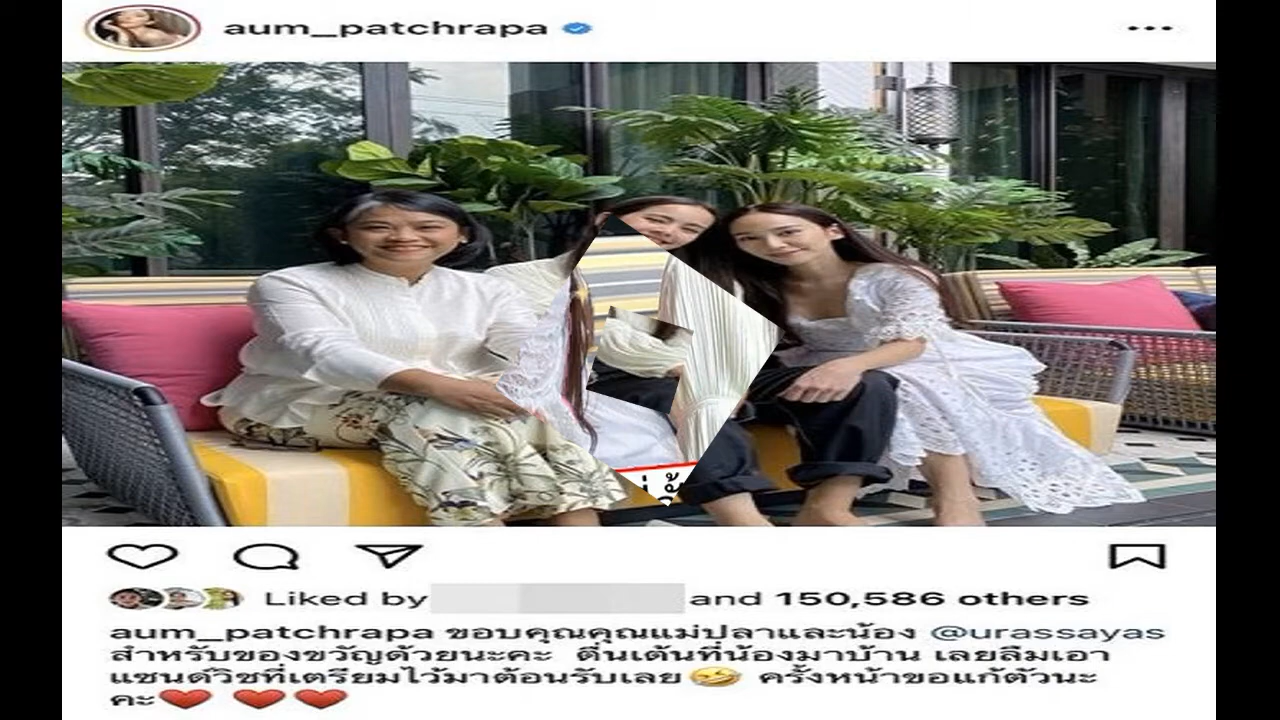 aum_patchrapa
Liked by and 150,586 others
aum_patchrapa ขอบคุณคุณแม่ปลาและน้อง @urassayas
สำหรับของขวัญด้วยนะคะ ตื่นเต้นที่น้องมาบ้าน เลยลืมเอา
แซนด์วิชที่เตรียมไว้มาต้อนรับเลย🤣 ครั้งหน้าขอแก้ตัวนะ
คะ❤️ ❤️❤️